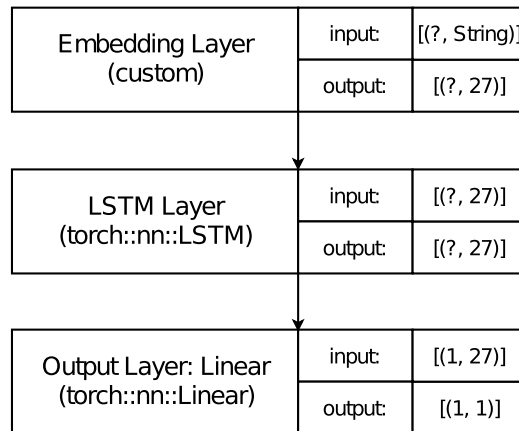 Embedding Layer
(custom)
input:
[(?, String)]
output:
[(?, 27)]
LSTM Layer
(torch::nn::LSTM)
input:
[(?, 27)]
output:
[(?, 27)]
Output Layer: Linear
(torch::nn::Linear)
input:
[(1, 27)]
output:
[(1, 1)]